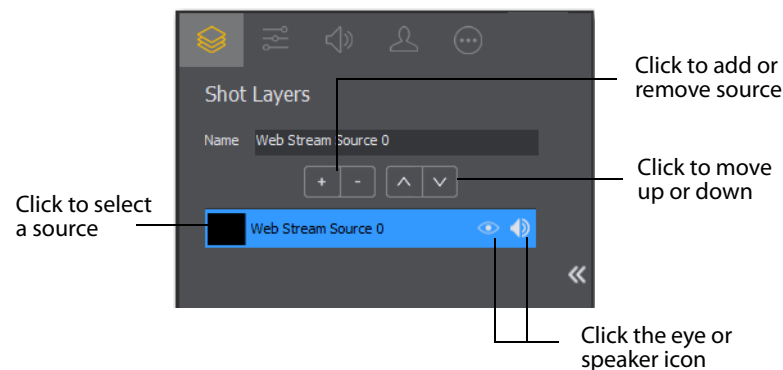 Shot Layers
Name Web Stream Source 0
+ - 
Web Stream Source 0
Click to add or
remove source
Click to move
up or down
Click to select
a source
Click the eye or
speaker icon